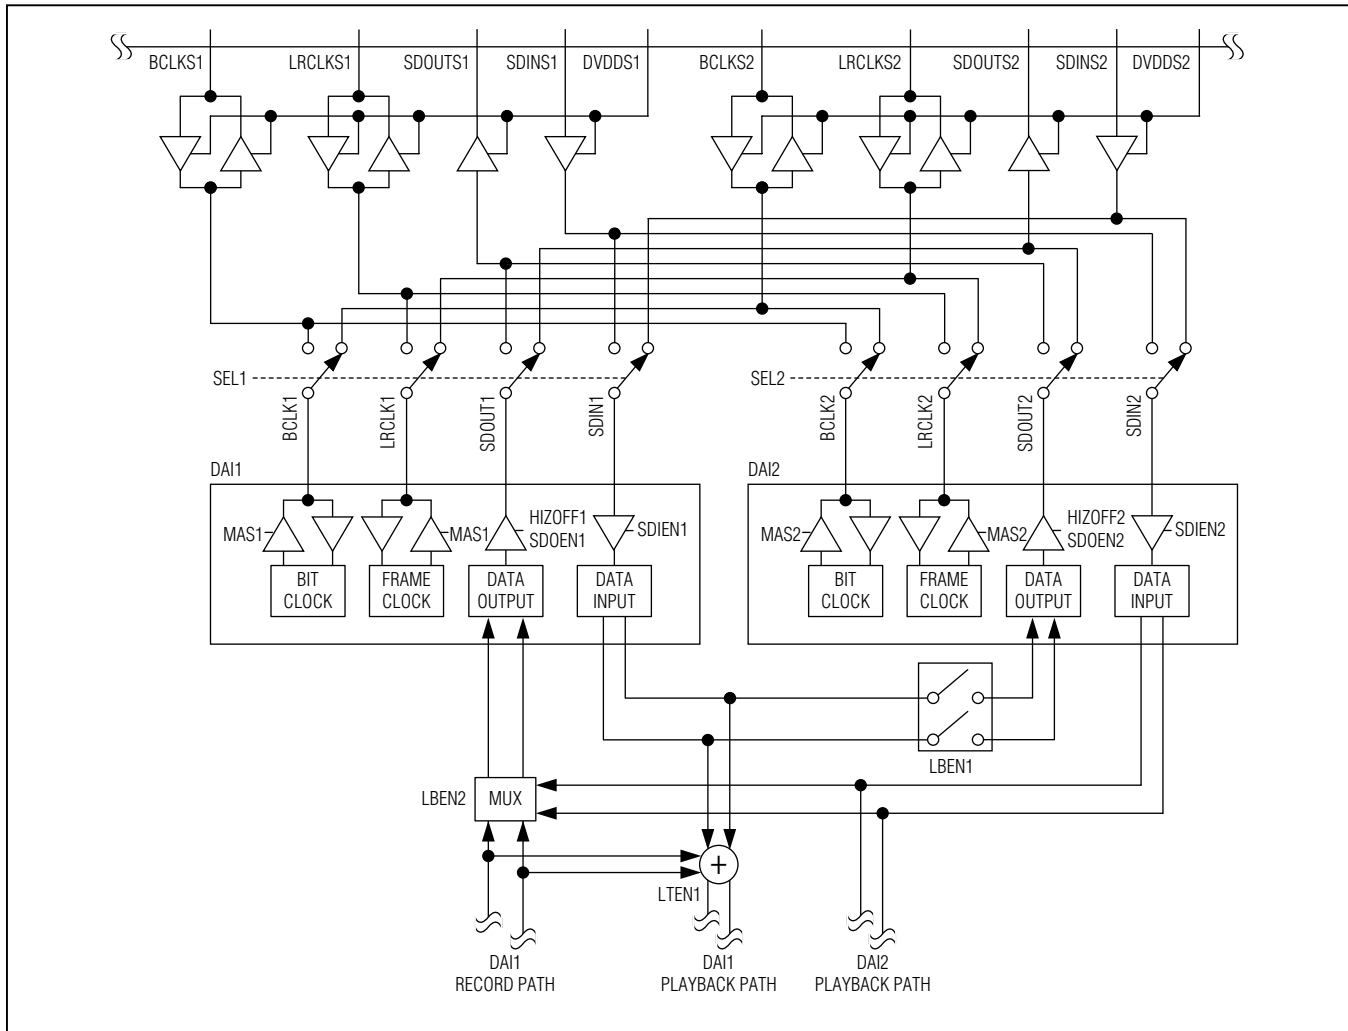 BCLKS1
LRCLKS1
SDOUTS1
SDINS1
DVDDS1
BCLKS2
LRCLKS2
SDOUTS2
SDINS2
DVDDS2
SEL1
SEL2
BCLK1
LRCLK1
SDOUT1
SDIN1
BCLK2
LRCLK2
SDOUT2
SDIN2
DAI1
MAS1
MAS1
HIZOFF1
SDOEN1
SDIEN1
BIT
CLOCK
FRAME
CLOCK
DATA
OUTPUT
DATA
INPUT
DAI2
MAS2
MAS2
HIZOFF2
SDOEN2
SDIEN2
BIT
CLOCK
FRAME
CLOCK
DATA
OUTPUT
DATA
INPUT
LBEN1
LBEN2
MUX
+
LTEN1
DAI1
RECORD PATH
DAI1
PLAYBACK PATH
DAI2
PLAYBACK PATH